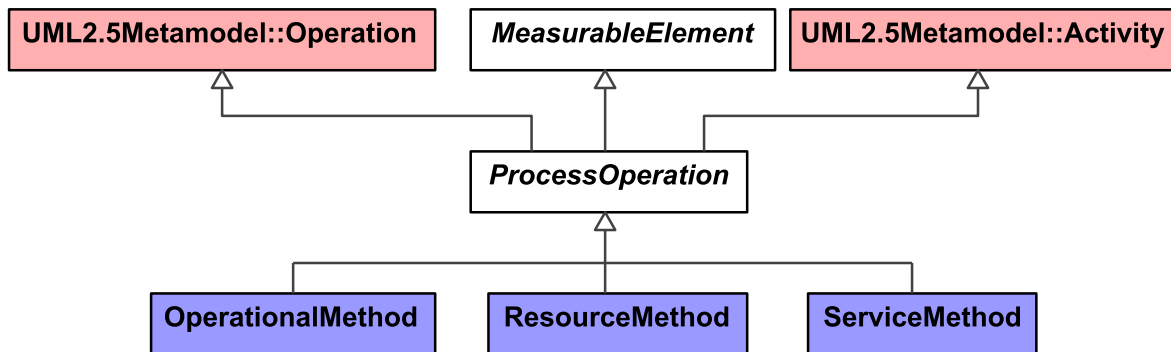 UML2.5Metamodel::Operation
MeasurableElement
UML2.5Metamodel::Activity
ProcessOperation
OperationalMethod
ResourceMethod
ServiceMethod